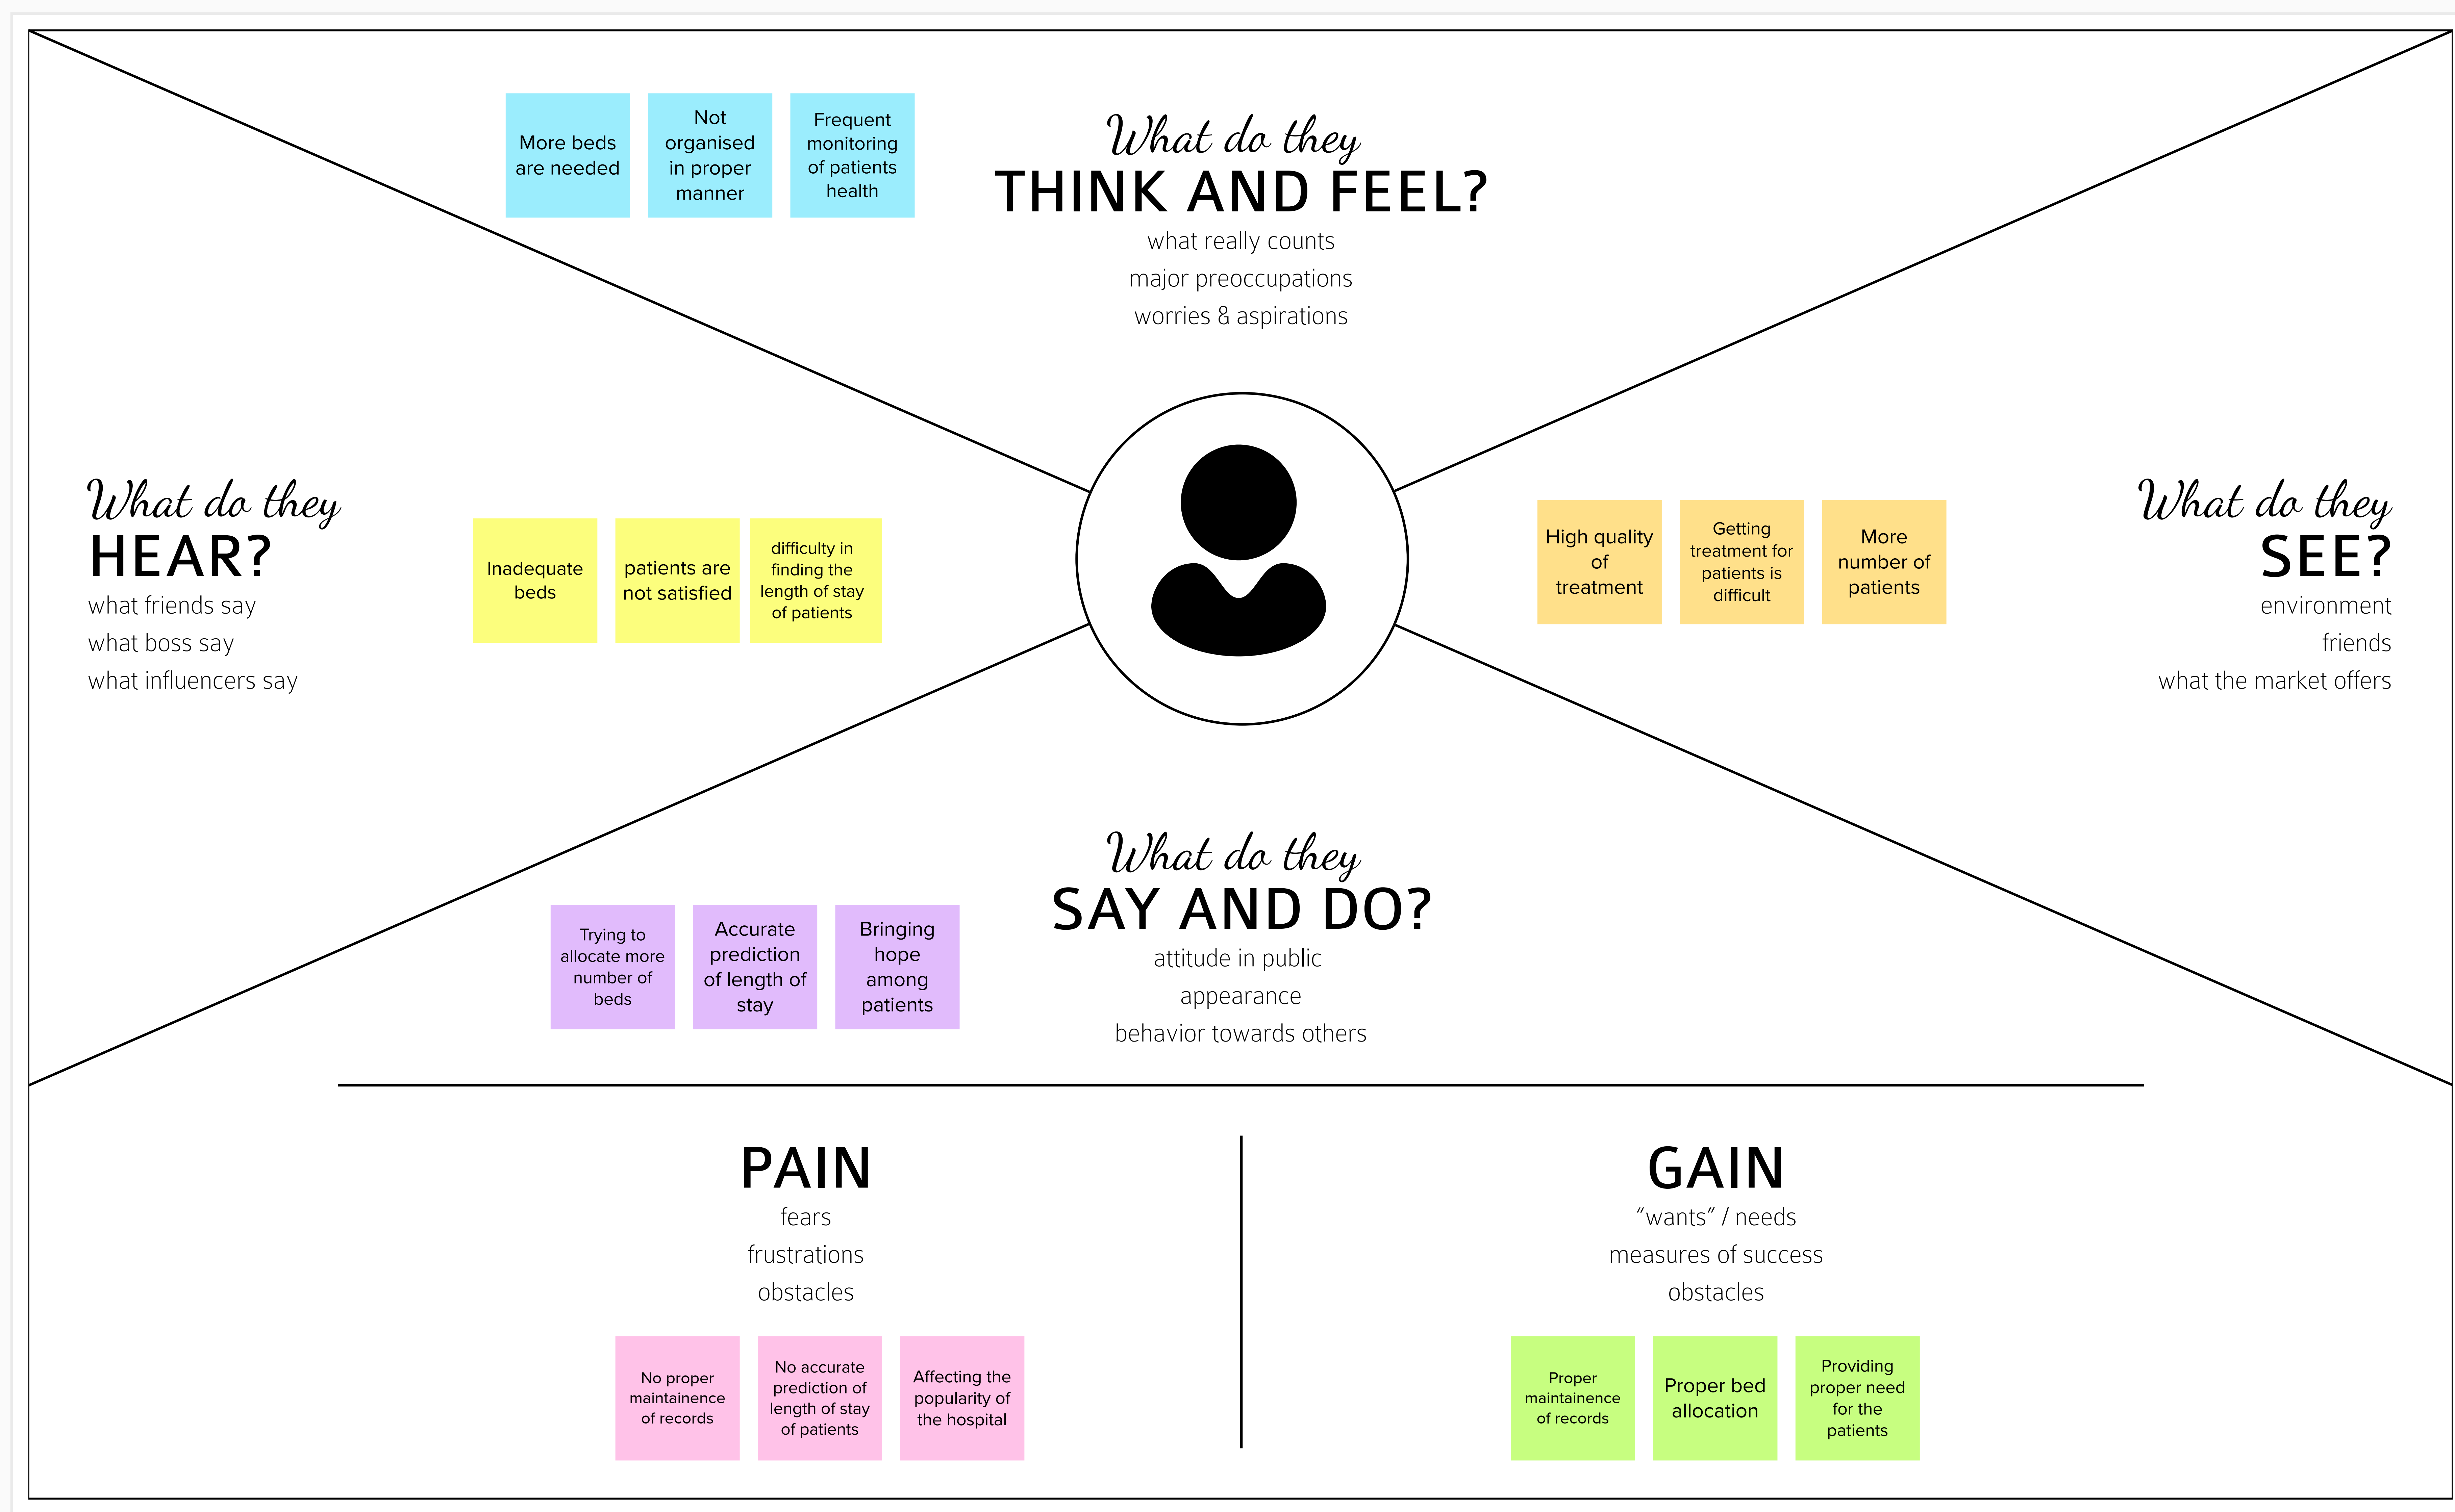 More beds
are needed
Not
organised
in proper
manner
Frequent
monitoring
of patients
health
What do they
THINK AND FEEL?
what really counts
major preoccupations
worries & aspirations
What do they
HEAR?
what friends say
what boss say
what influencers say
Inadequate
beds
patients are
not satisfied
difficulty in
finding the
length of stay
of patients
High quality
of
treatment
Getting
treatment for
patients is
difficult
More
number of
patients
What do they
SEE?
environment
friends
what the market offers
Trying to
allocate more
number of
beds
Accurate
prediction
of length of
stay
Bringing
hope
among
patients
What do they
SAY AND DO?
attitude in public
appearance
behavior towards others
PAIN
fears
frustrations
obstacles
No proper
maintainence
of records
No accurate
prediction of
length of stay
of patients
Affecting the
popularity of
the hospital
GAIN
“wants” / needs
measures of success
obstacles
Proper
maintainence
of records
Proper bed
allocation
Providing
proper need
for the
patients